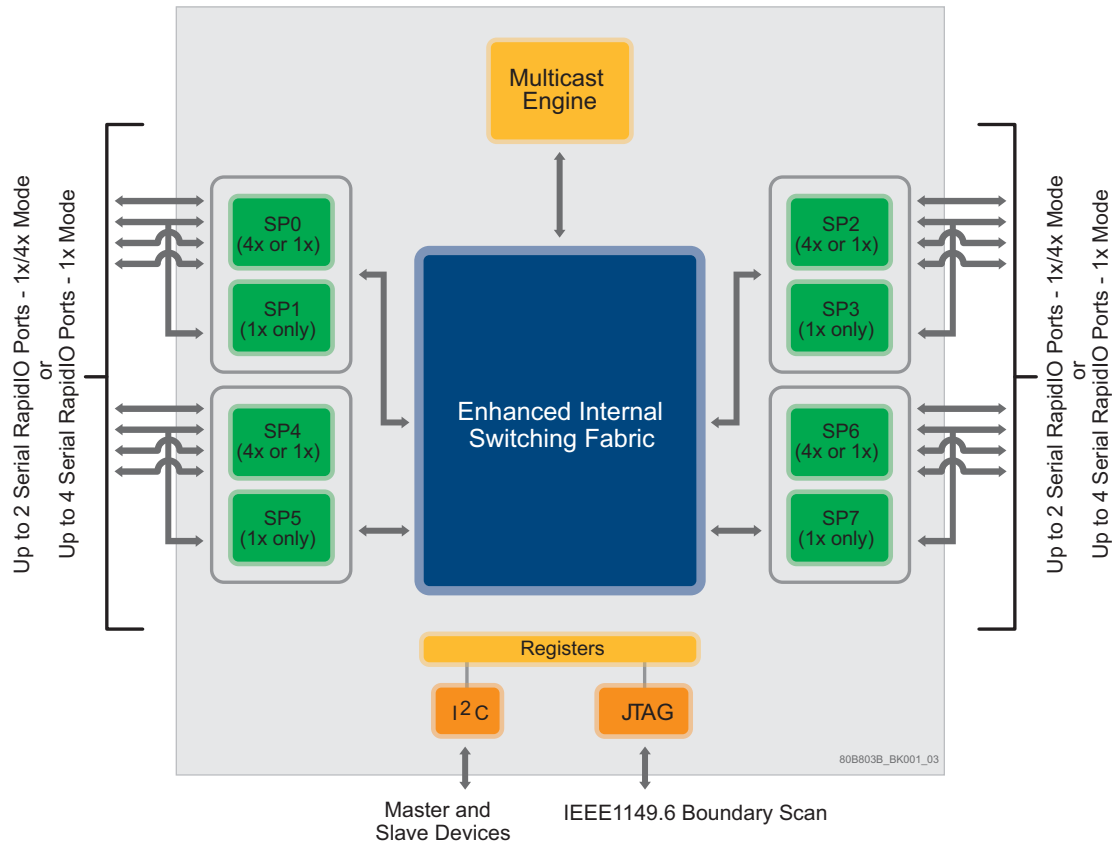 Multicast
Engine
Up to 2 Serial RapidIO Ports - 1x/4x Mode
or
Up to 4 Serial RapidIO Ports - 1x Mode
SP0
(4x or 1x)
SP1
(1x only)
SP4
(4x or 1x)
SP5
(1x only)
Enhanced Internal
Switching Fabric
SP2
(4x or 1x)
SP3
(1x only)
SP6
(4x or 1x)
SP7
(1x only)
Up to 2 Serial RapidIO Ports - 1x/4x Mode
or
Up to 4 Serial RapidIO Ports - 1x Mode
Registers
I2C
JTAG
80B803B_BK001_03
Master and
Slave Devices
IEEE1149.6 Boundary Scan